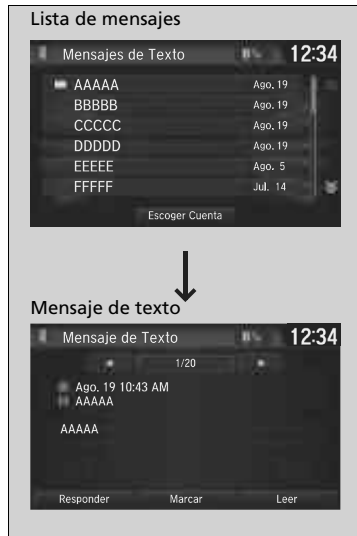 Lista de mensajes
Mensajes de Texto 12:34
AAAAA Ago. 19
BBBBB Ago. 19
CCCCC Ago. 19
DDDDD Ago. 19
EEEEE Ago. 5
FFFFF Jul. 14
Escoger Cuenta
Mensaje de texto
Mensaje de Texto 12:34
1/20
Ago. 19 10:43 AM
AAAAA
AAAAA
Responder Marcar Leer